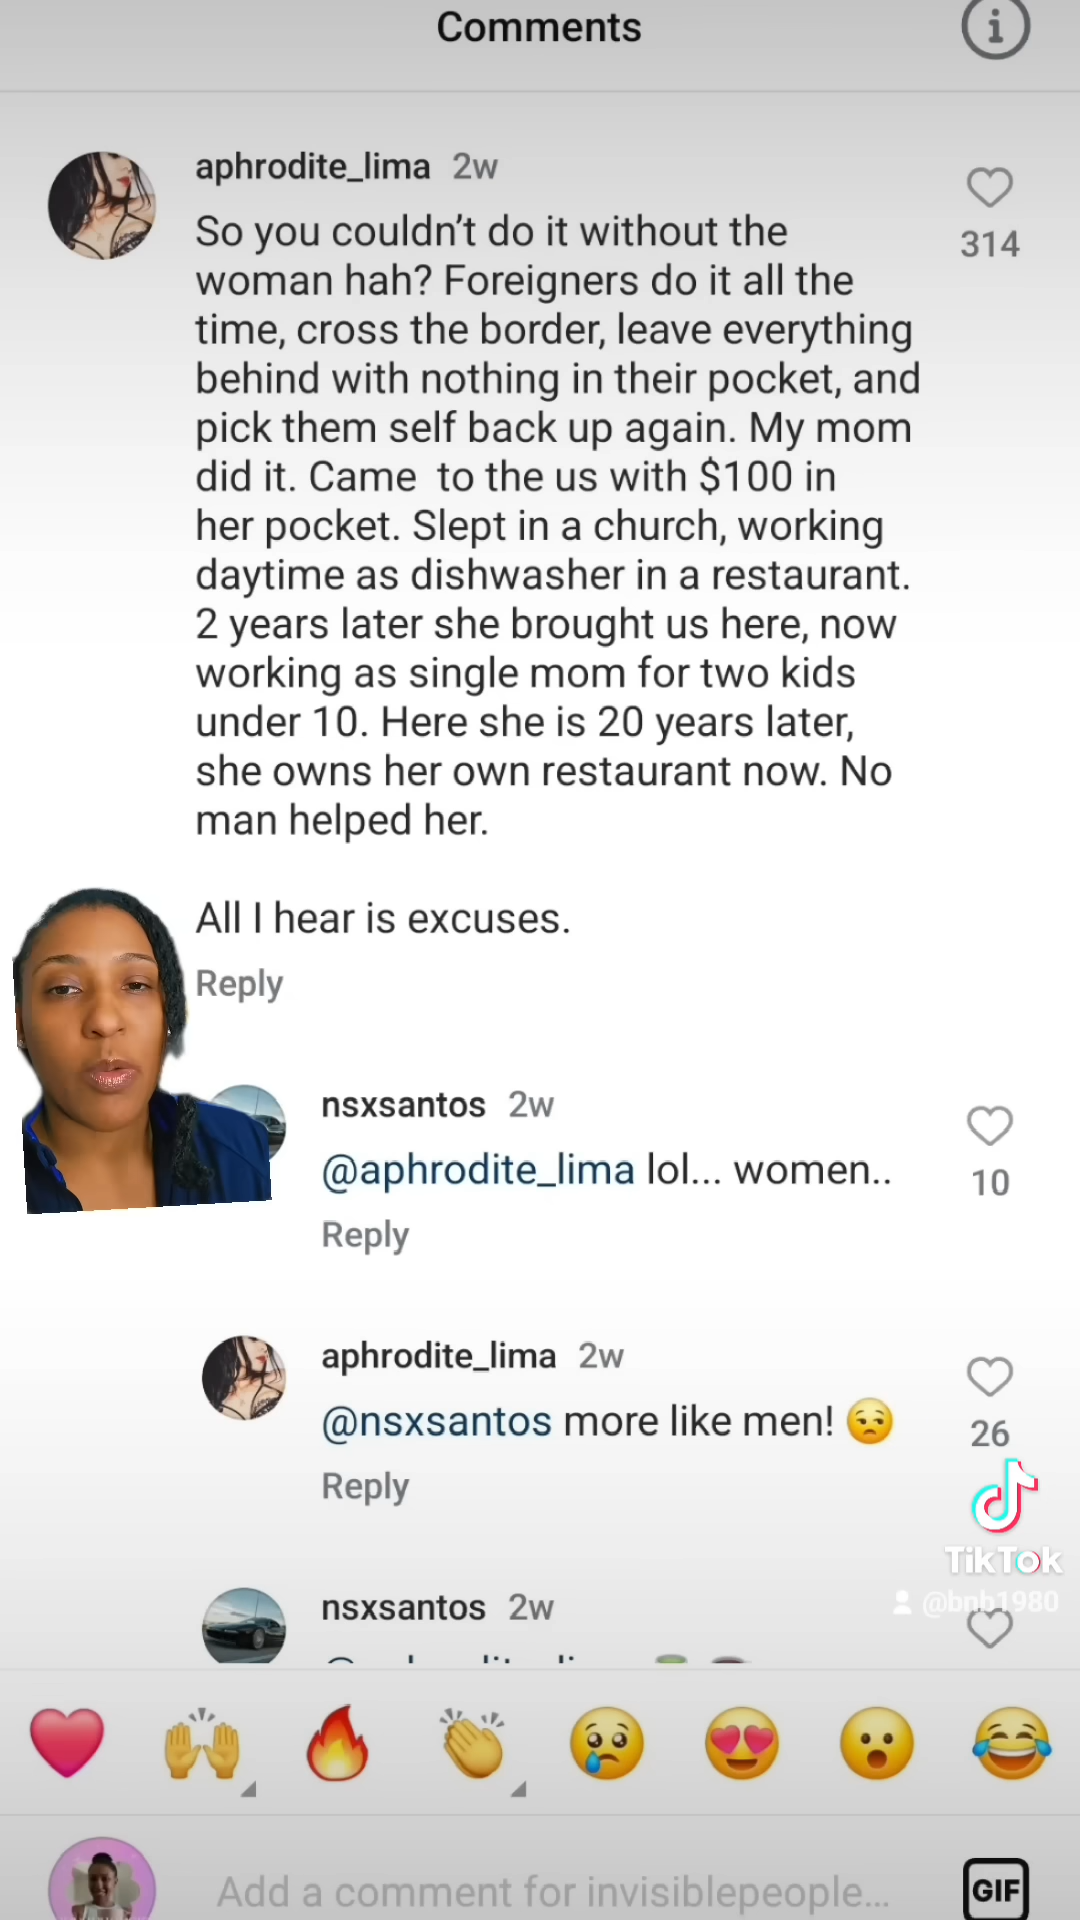 Comments
aphrodite_lima 2w
So you couldn’t do it without the
woman hah? Foreigners do it all the
time, cross the border, leave everything
behind with nothing in their pocket, and
pick them self back up again. My mom
did it. Came  to the us with $100 in
her pocket. Slept in a church, working
daytime as dishwasher in a restaurant.
2 years later she brought us here, now
working as single mom for two kids
under 10. Here she is 20 years later,
she owns her own restaurant now. No
man helped her.
All I hear is excuses.
314
Reply
nsxsantos 2w
@aphrodite_lima lol... women..
10
Reply
aphrodite_lima 2w
@nsxsantos more like men! 😒
26
Reply
TikTok
@bnb1980
nsxsantos 2w
Add a comment for invisiblepeople...
GIF